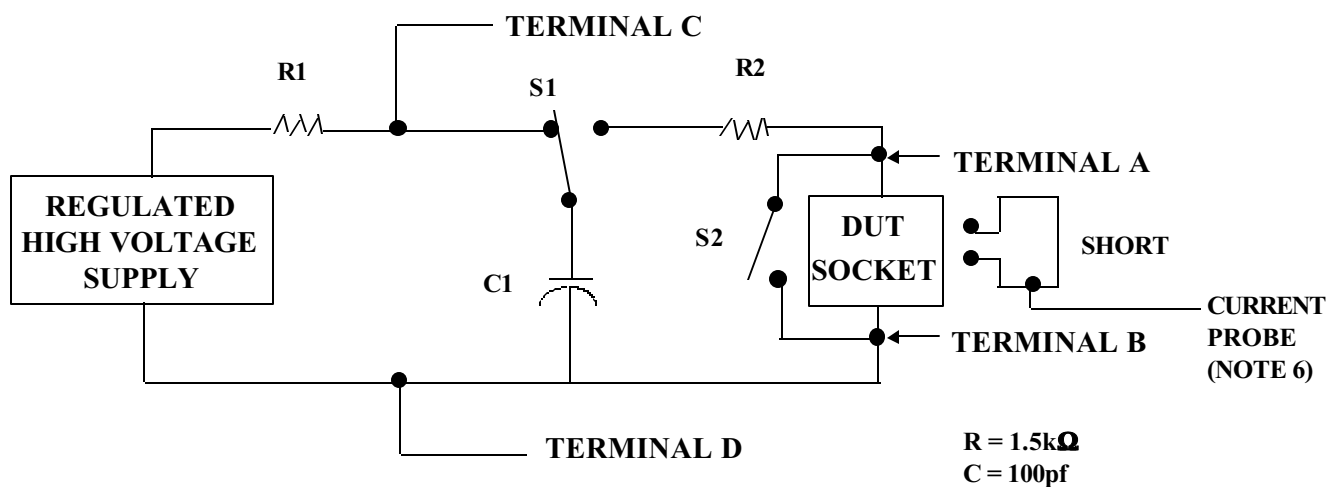 TERMINAL C
R1
S1
R2
TERMINAL A
REGULATED
HIGH VOLTAGE
SUPPLY
S2
DUT
SOCKET
SHORT
C1
CURRENT
PROBE
(NOTE 6)
TERMINAL B
TERMINAL D
R = 1.5kΩ
C = 100pf